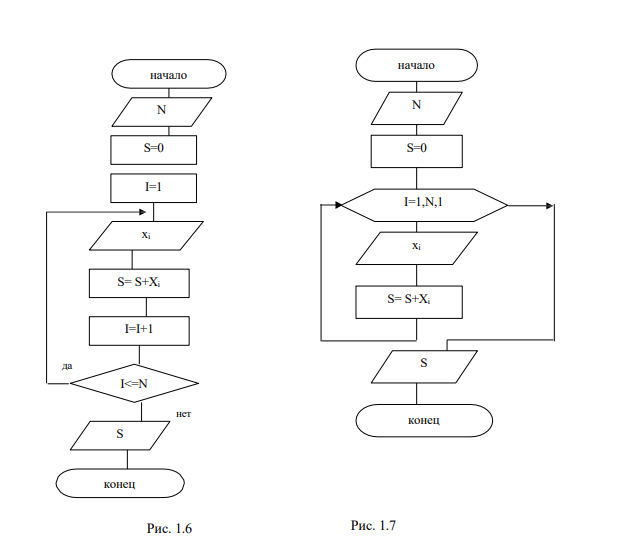 начало
N
S=0
I=1
xi
S= S+Xi
I=I+1
да
I<=N
нет
S
конец
Рис. 1.6
начало
N
S=0
I=1,N,1
xi
S= S+Xi
S
конец
Рис. 1.7